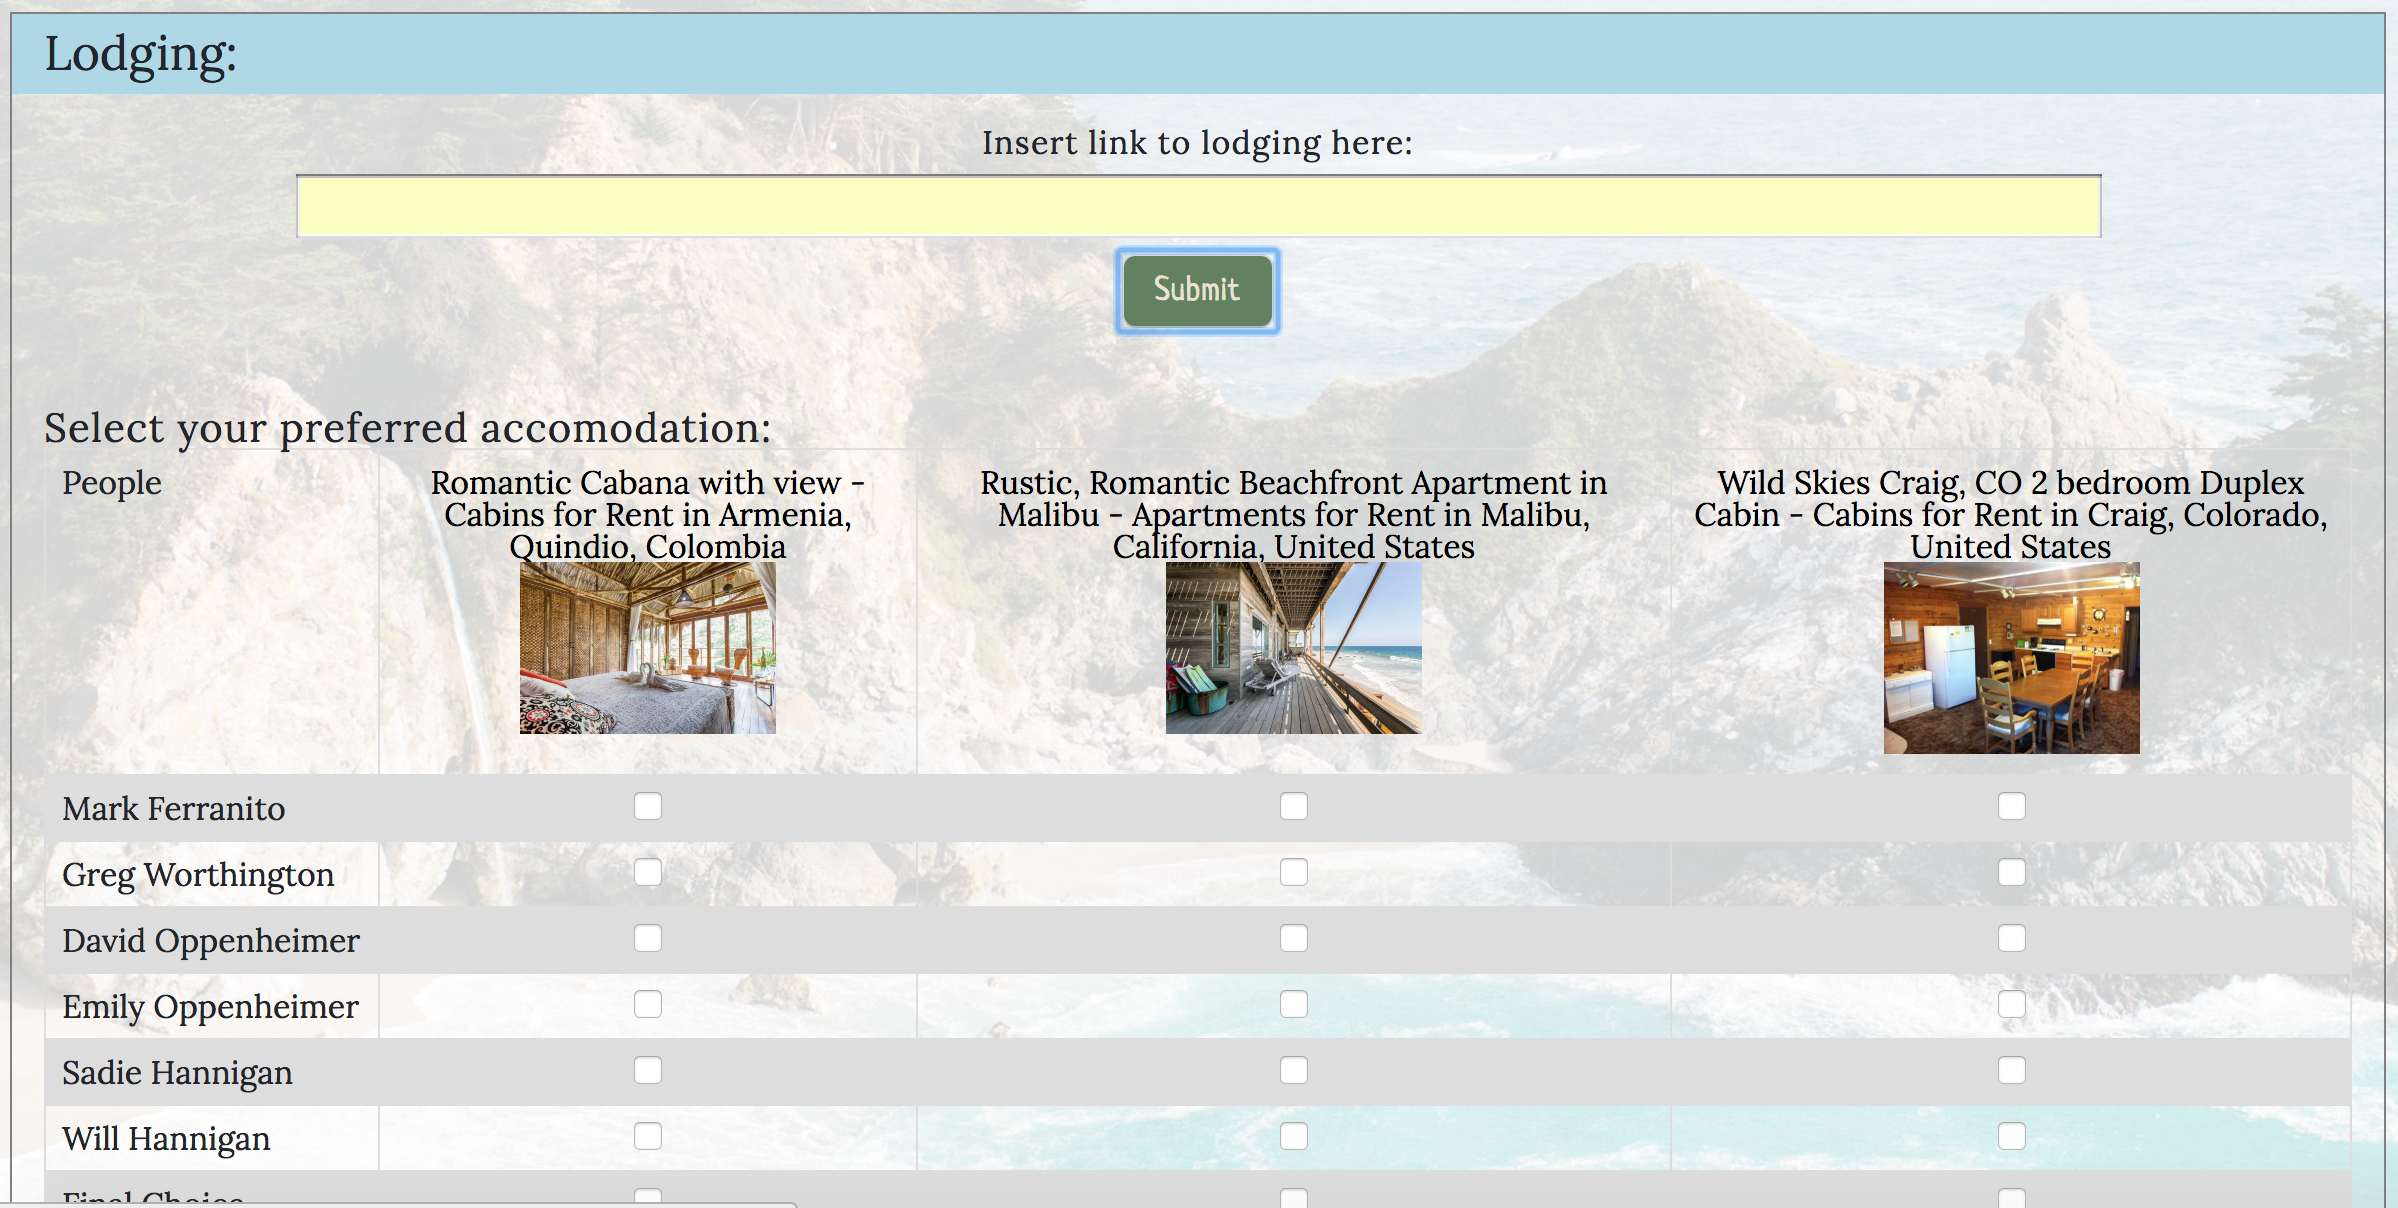 Lodging:
Insert link to lodging here:
Submit
Select your preferred accomodation:
People
Romantic Cabana with view -
Cabins for Rent in Armenia,
Quindio, Colombia
Rustic, Romantic Beachfront Apartment in
Malibu - Apartments for Rent in Malibu,
California, United States
Wild Skies Craig, CO 2 bedroom Duplex
Cabin - Cabins for Rent in Craig, Colorado,
United States
Mark Ferranito
Greg Worthington
David Oppenheimer
Emily Oppenheimer
Sadie Hannigan
Will Hannigan
Final Choice